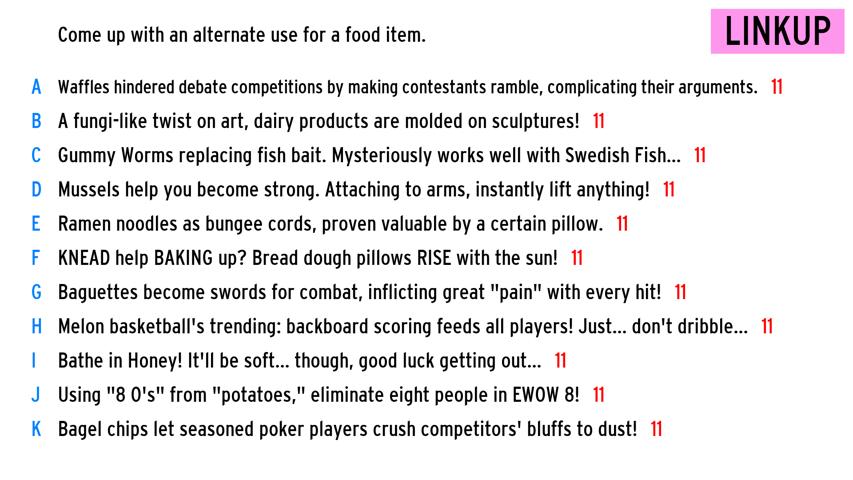 Come up with an alternate use for a food item.
LINKUP
A Waffles hindered debate competitions by making contestants ramble, complicating their arguments. 11
B A fungi-like twist on art, dairy products are molded on sculptures! 11
C Gummy Worms replacing fish bait. Mysteriously works well with Swedish Fish... 11
D Mussels help you become strong. Attaching to arms, instantly lift anything! 11
E Ramen noodles as bungee cords, proven valuable by a certain pillow. 11
F KNEAD help BAKING up? Bread dough pillows RISE with the sun! 11
G Baguettes become swords for combat, inflicting great "pain" with every hit! 11
H Melon basketball's trending: backboard scoring feeds all players! Just... don't dribble... 11
I Bathe in Honey! It'll be soft... though, good luck getting out... 11
J Using "8 O's" from "potatoes," eliminate eight people in EWOW 8! 11
K Bagel chips let seasoned poker players crush competitors' bluffs to dust! 11